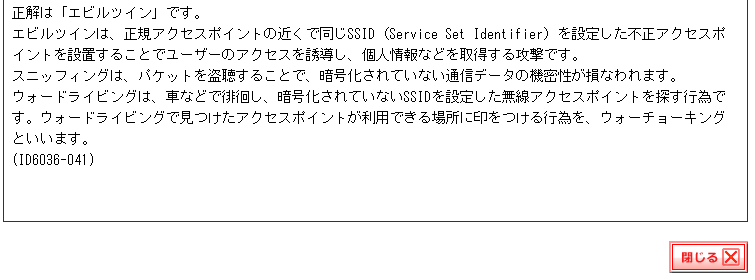 正解は「エビルツイン」です。
エビルツインは、正規アクセスポイントの近くで同じSSID（Service Set Identifier）を設定した不正アクセスポ
イントを設置することでユーザーのアクセスを誘導し、個人情報などを取得する攻撃です。
スニッフィングは、パケットを盗聴することで、暗号化されていない通信データの機密性が損なわれます。
ウォードライビングは、車などで徘徊し、暗号化されていないSSIDを設定した無線アクセスポイントを探す行為で
す。ウォードライビングで見つけたアクセスポイントが利用できる場所に印をつける行為を、ウォーチョーキング
といいます。
(ID6036-041)
閉じる